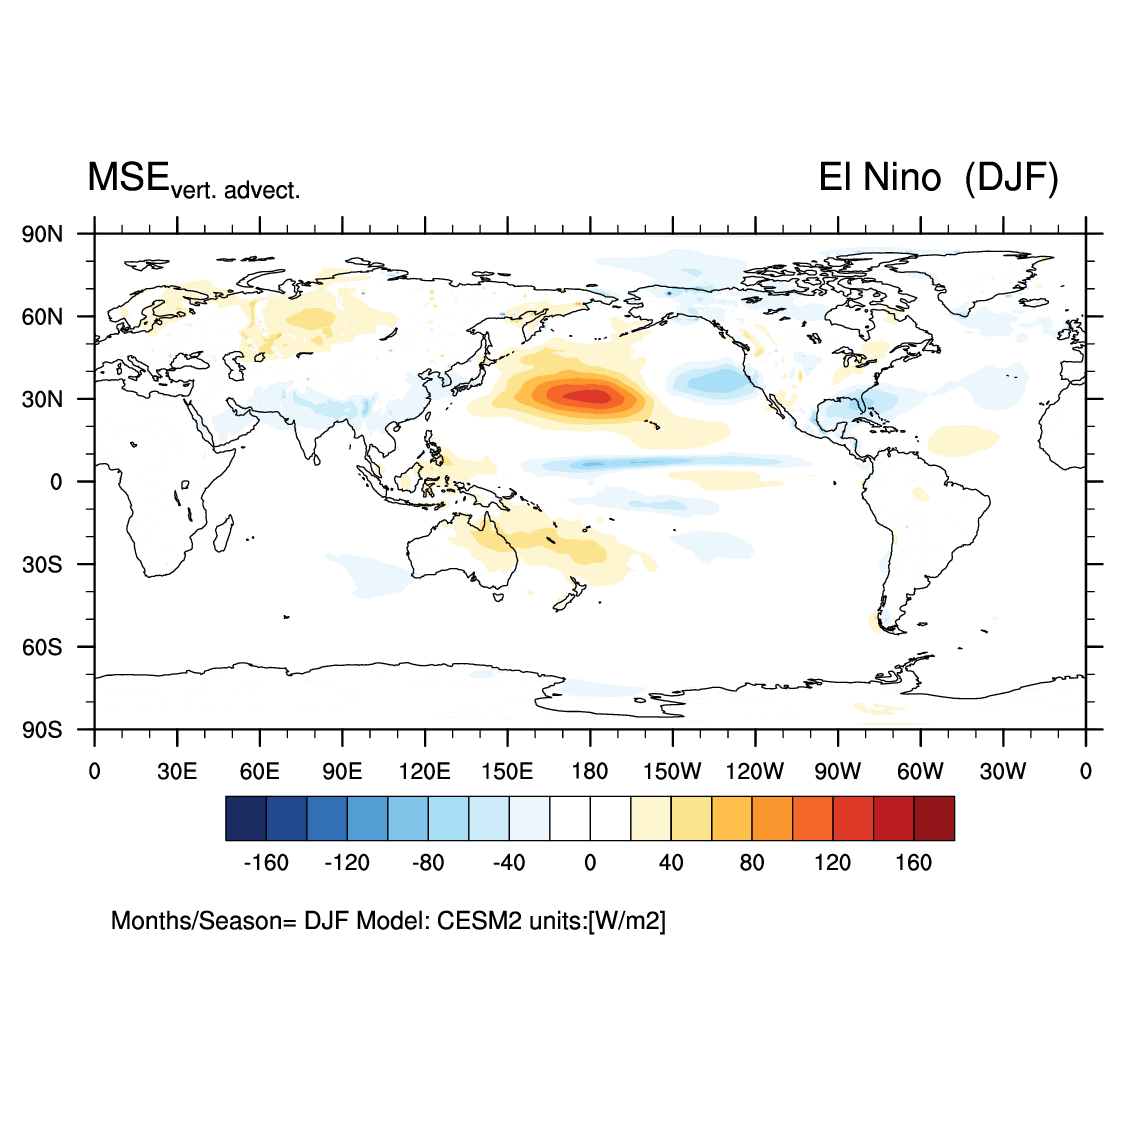 MSEvert. advect. El Nino (DJF)
90N
60N
30N
0
30S
60S
90S
0 30E 60E 90E 120E 150E 180 150W 120W 90W 60W 30W 0
-160 -120 -80 -40 0 40 80 120 160
Months/Season= DJF Model: CESM2 units:[W/m2]